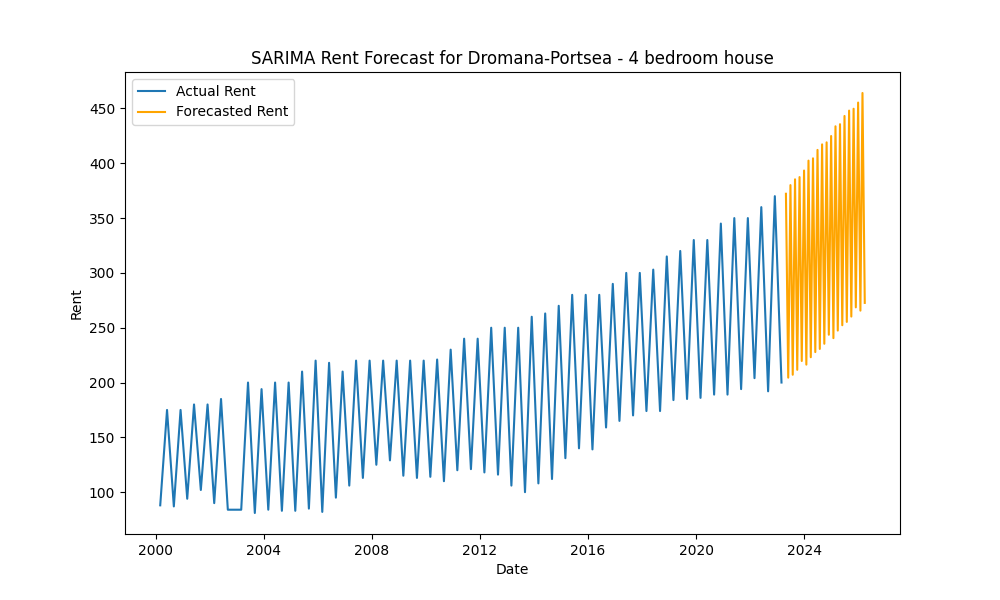 SARIMA Rent Forecast for Dromana-Portsea - 4 bedroom house
Actual Rent
Forecasted Rent
450
400
350
300
250
200
150
100
Rent
2000 2004 2008 2012 2016 2020 2024
Date